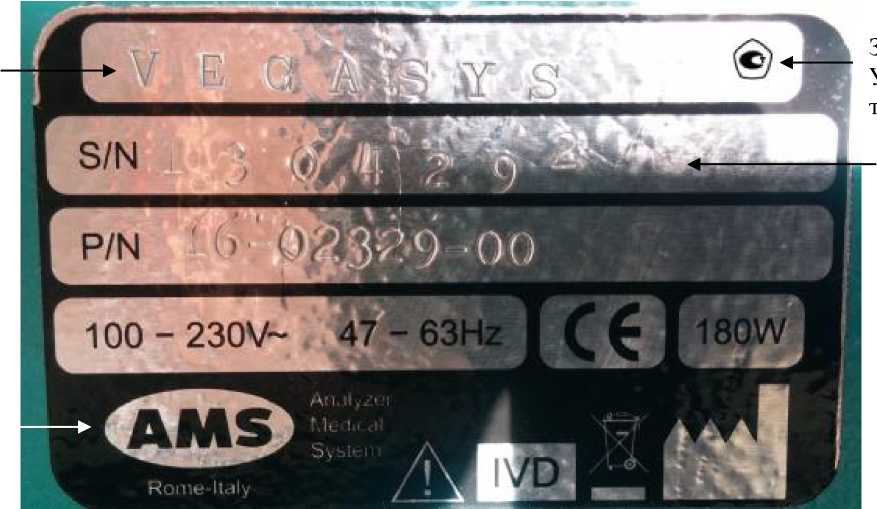 VEGASYS
S/N 1304292
P/N 16-02329-00
100 – 230V~ 47 – 63Hz CE 180W
AMS Analyzer
Medical
System
Rome-Italy
IVD